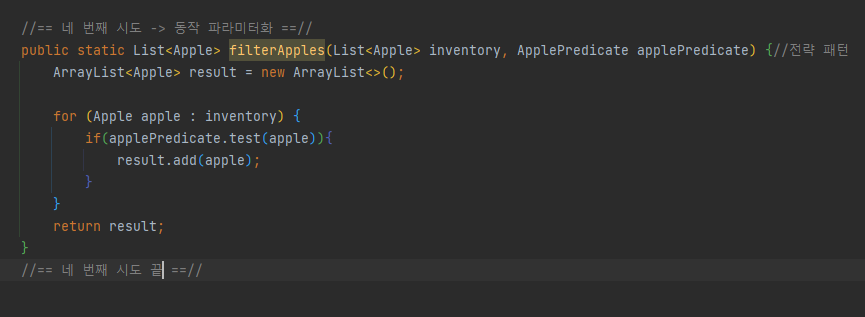 //== 네 번째 시도 -> 동작 파라미터화 ==//
public static List<Apple> filterApples(List<Apple> inventory, ApplePredicate applePredicate) {//전략 패턴
    ArrayList<Apple> result = new ArrayList<>();
    for (Apple apple : inventory) {
        if(applePredicate.test(apple)){
            result.add(apple);
        }
    }
    return result;
}
//== 네 번째 시도 끝 ==//